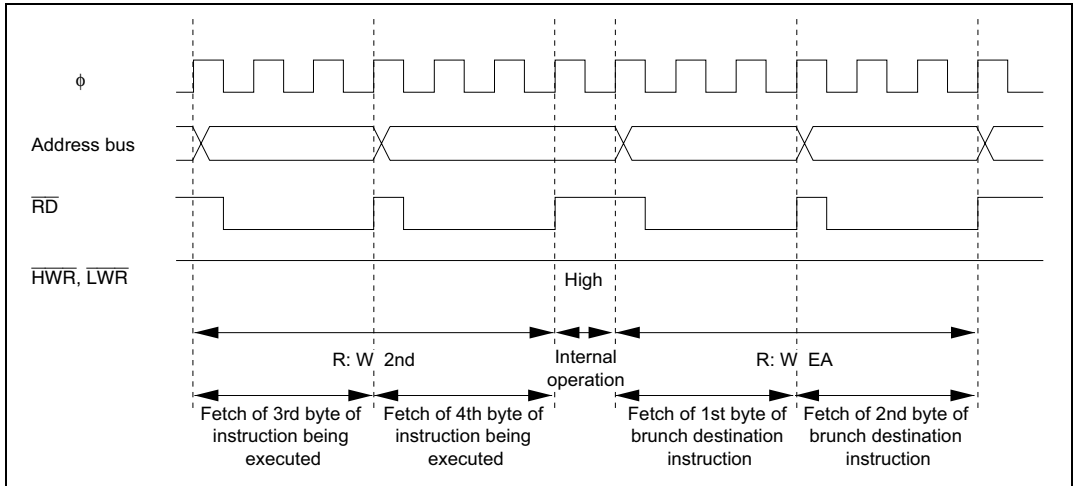 ϕ
Address bus
RD
HWR, LWR
High
R: W 2nd
Internal
operation
R: W EA
Fetch of 3rd byte of
instruction being
executed
Fetch of 4th byte of
instruction being
executed
Fetch of 1st byte of
brunch destination
instruction
Fetch of 2nd byte of
brunch destination
instruction